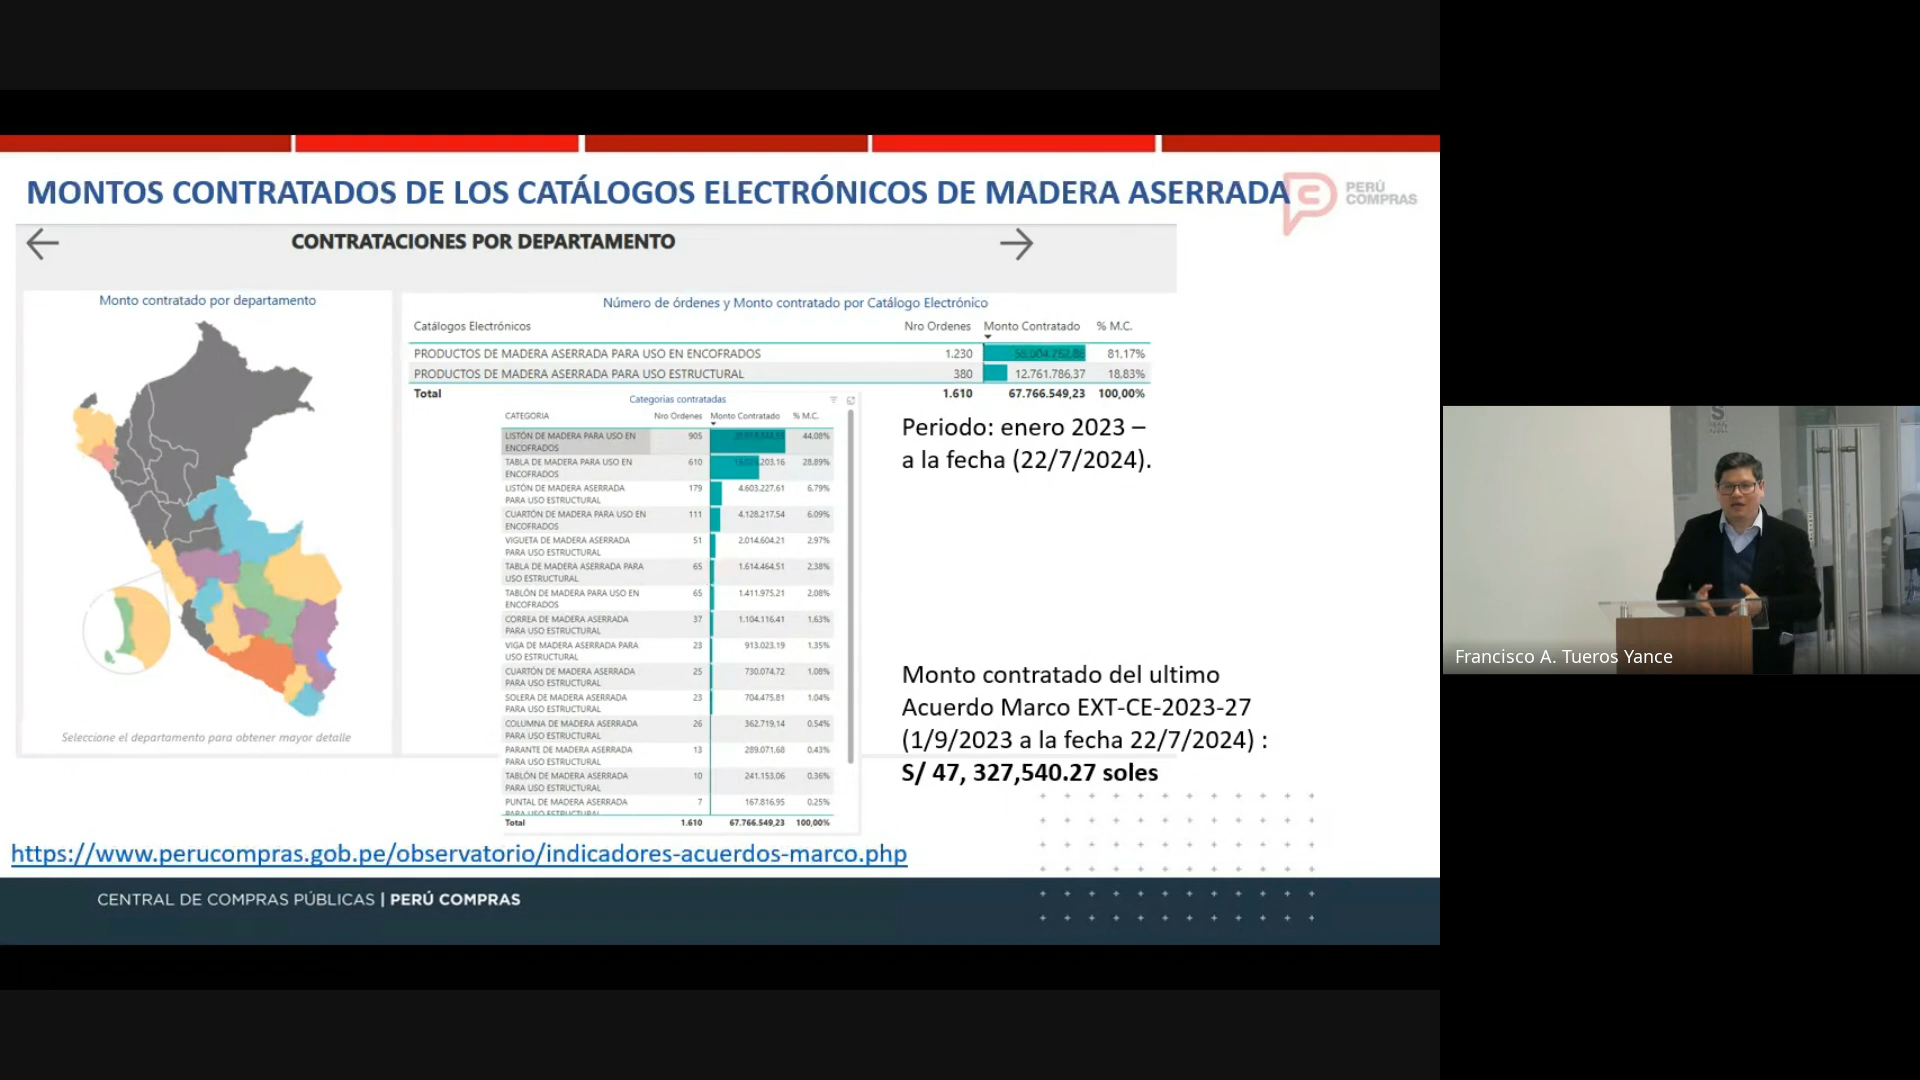 MONTOS CONTRATADOS DE LOS CATÁLOGOS ELECTRÓNICOS DE MADERA ASERRADA
PERÚ
COMPRAS
CONTRATACIONES POR DEPARTAMENTO
Monto contratado por departamento
Seleccione el departamento para obtener mayor detalle
Número de órdenes y Monto contratado por Catálogo Electrónico
Catálogos Electrónicos Nro Ordenes Monto Contratado % M.C.
PRODUCTOS DE MADERA ASERRADA PARA USO EN ENCOFRADOS 1.230 81,17%
PRODUCTOS DE MADERA ASERRADA PARA USO ESTRUCTURAL 380 12.761.786,37 18,83%
Total 1.610 67.766.549,23 100,00%
Categorías contratadas
CATEGORIA Nro Ordenes Monto Contratado % M.C.
LISTÓN DE MADERA PARA USO EN 905 44.08%
ENCOFRADOS
TABLA DE MADERA PARA USO EN 610 28.89%
ENCOFRADOS
LISTÓN DE MADERA ASERRADA 179 4.603.227.61 6.79%
PARA USO ESTRUCTURAL
CUARTÓN DE MADERA PARA USO EN 111 4.128.217.54 6.09%
ENCOFRADOS
VIGUETA DE MADERA ASERRADA 51 2.014.604.21 2.97%
PARA USO ESTRUCTURAL
TABLA DE MADERA ASERRADA PARA 65 1.614.464.51 2.38%
USO ESTRUCTURAL
TABLÓN DE MADERA PARA USO EN 65 1.411.975.21 2.08%
ENCOFRADOS
CORREA DE MADERA ASERRADA 37 1.104.116.41 1.63%
PARA USO ESTRUCTURAL
VIGA DE MADERA ASERRADA PARA 23 913.023.19 1.35%
USO ESTRUCTURAL
CUARTÓN DE MADERA ASERRADA 25 730.074.72 1.08%
PARA USO ESTRUCTURAL
SOLERA DE MADERA ASERRADA 23 704.475.81 1.04%
PARA USO ESTRUCTURAL
COLUMNA DE MADERA ASERRADA 26 362.719,14 0.54%
PARA USO ESTRUCTURAL
PARANTE DE MADERA ASERRADA 13 289.071,68 0,43%
PARA USO ESTRUCTURAL
TABLÓN DE MADERA ASERRADA 10 241.153,06 0,36%
PARA USO ESTRUCTURAL
PUNTAL DE MADERA ASERRADA 7 167.816,95 0,25%
PARA USO ESTRUCTURAL
Total 1.610 67.766.549,23 100,00%
Periodo: enero 2023 –
a la fecha (22/7/2024).
Monto contratado del ultimo
Acuerdo Marco EXT-CE-2023-27
(1/9/2023 a la fecha 22/7/2024) :
S/ 47, 327,540.27 soles
https://www.perucompras.gob.pe/observatorio/indicadores-acuerdos-marco.php
CENTRAL DE COMPRAS PÚBLICAS | PERÚ COMPRAS
Francisco A. Tueros Yance